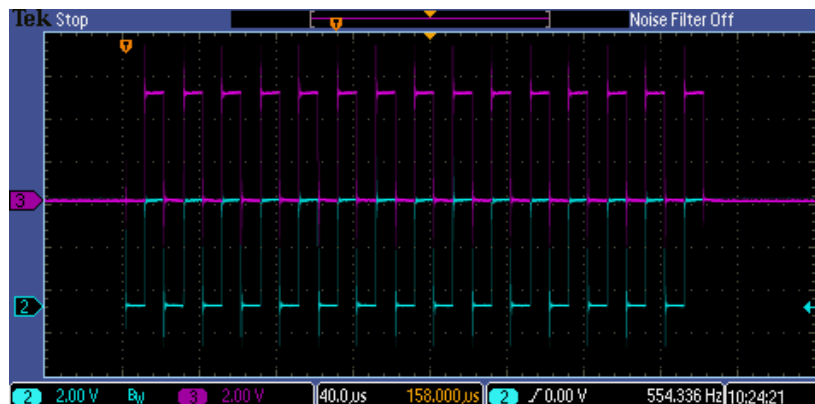 Tek Stop Noise Filter Off
T
T
3
2
2 2.00 V BW 3 2.00 V 40.0 µs 158.000 µs 2 / 0.00 V 554.336 Hz 10:24:21